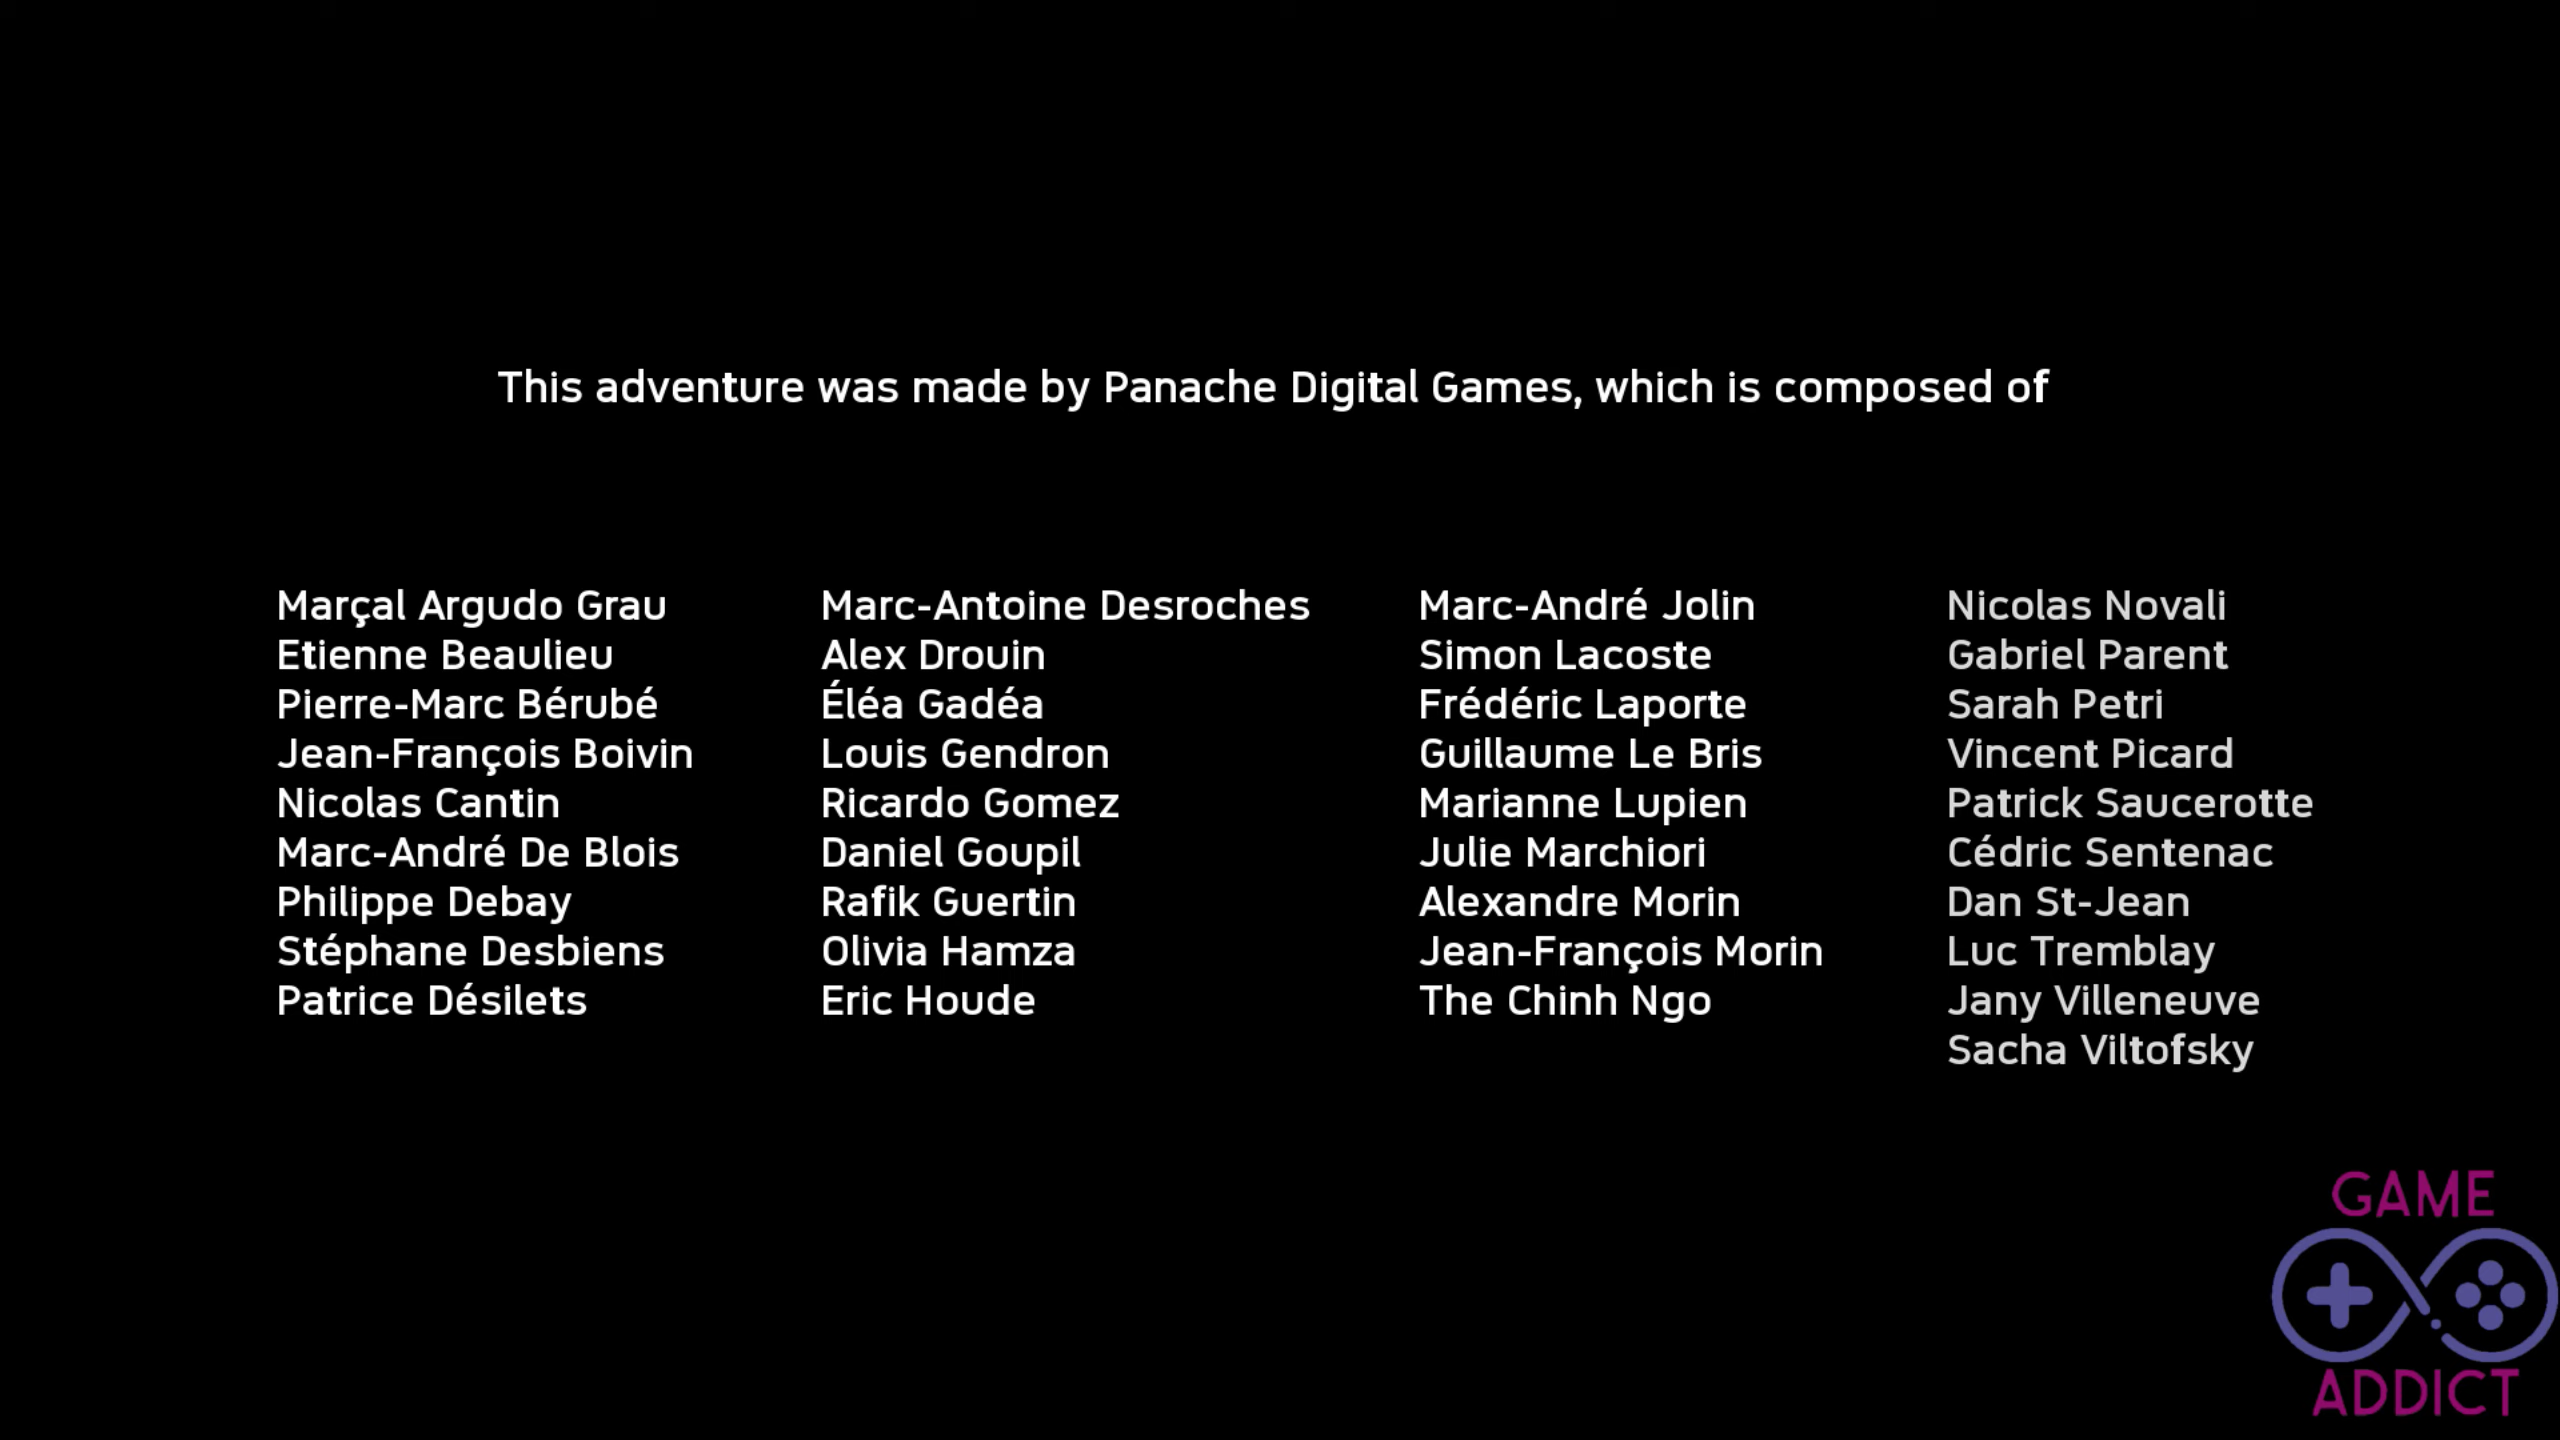 This adventure was made by Panache Digital Games, which is composed of
Marçal Argudo Grau
Etienne Beaulieu
Pierre-Marc Bérubé
Jean-François Boivin
Nicolas Cantin
Marc-André De Blois
Philippe Debay
Stéphane Desbiens
Patrice Désilets
Marc-Antoine Desroches
Alex Drouin
Éléa Gadéa
Louis Gendron
Ricardo Gomez
Daniel Goupil
Rafik Guertin
Olivia Hamza
Eric Houde
Marc-André Jolin
Simon Lacoste
Frédéric Laporte
Guillaume Le Bris
Marianne Lupien
Julie Marchiori
Alexandre Morin
Jean-François Morin
The Chinh Ngo
Nicolas Novali
Gabriel Parent
Sarah Petri
Vincent Picard
Patrick Saucerotte
Cédric Sentenac
Dan St-Jean
Luc Tremblay
Jany Villeneuve
Sacha Viltofsky
GAME
ADDICT